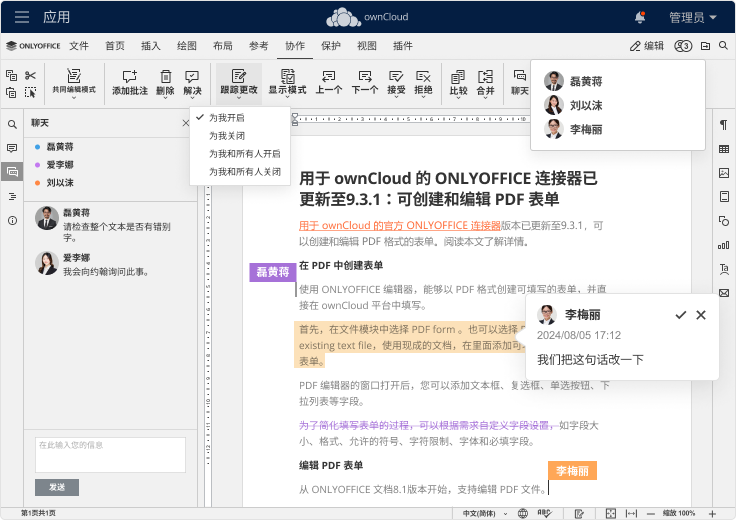 应用
ownCloud
管理员
ONLYOFFICE 文件 首页 插入 绘图 布局 参考 协作 保护 视图 插件
编辑
3
共同编辑模式 添加批注 删除 解决 跟踪更改 显示模式 上一个 下一个 接受 拒绝 比较 合并 聊天
磊黄蒋
刘以沫
李梅丽
为我开启
为我关闭
为我和所有人开启
为我和所有人关闭
聊天
磊黄蒋
爱李娜
刘以沫
磊黄蒋
请检查整个文本是否有错别
字。
爱李娜
我会向约翰询问此事。
在此输入您的信息
发送
用于 ownCloud 的 ONLYOFFICE 连接器已
更新至9.3.1：可创建和编辑 PDF 表单
用于 ownCloud 的官方 ONLYOFFICE 连接器版本已更新至9.3.1，可
以创建和编辑 PDF 格式的表单。阅读本文了解详情。
在 PDF 中创建表单
磊黄蒋
使用 ONLYOFFICE 编辑器，能够以 PDF 格式创建可填写的表单，并直
接在 ownCloud 平台中填写。
首先，在文件模块中选择 PDF form 。也可以选择
existing text file，使用现成的文档，在里面添加可
表单。
李梅丽
2024/08/05 17:12
我们把这句话改一下
PDF 编辑器的窗口打开后，您可以添加文本框、复选框、单选按钮、下
拉列表等字段。
为了简化填写表单的过程，可以根据需求自定义字段设置，如字段大
小、格式、允许的符号、字符限制、字体和必填字段。
编辑 PDF 表单
李梅丽
从 ONLYOFFICE 文档8.1版本开始，支持编辑 PDF 文件。
第1页共1页
中文(简体)
缩放 100%